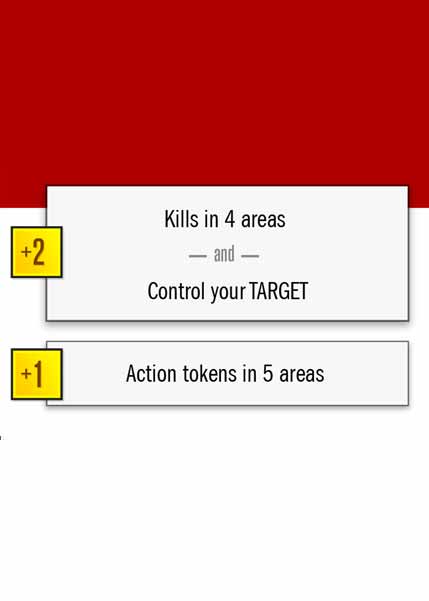 Kills in 4 areas
+2
— and —
Control your TARGET
+1
Action tokens in 5 areas